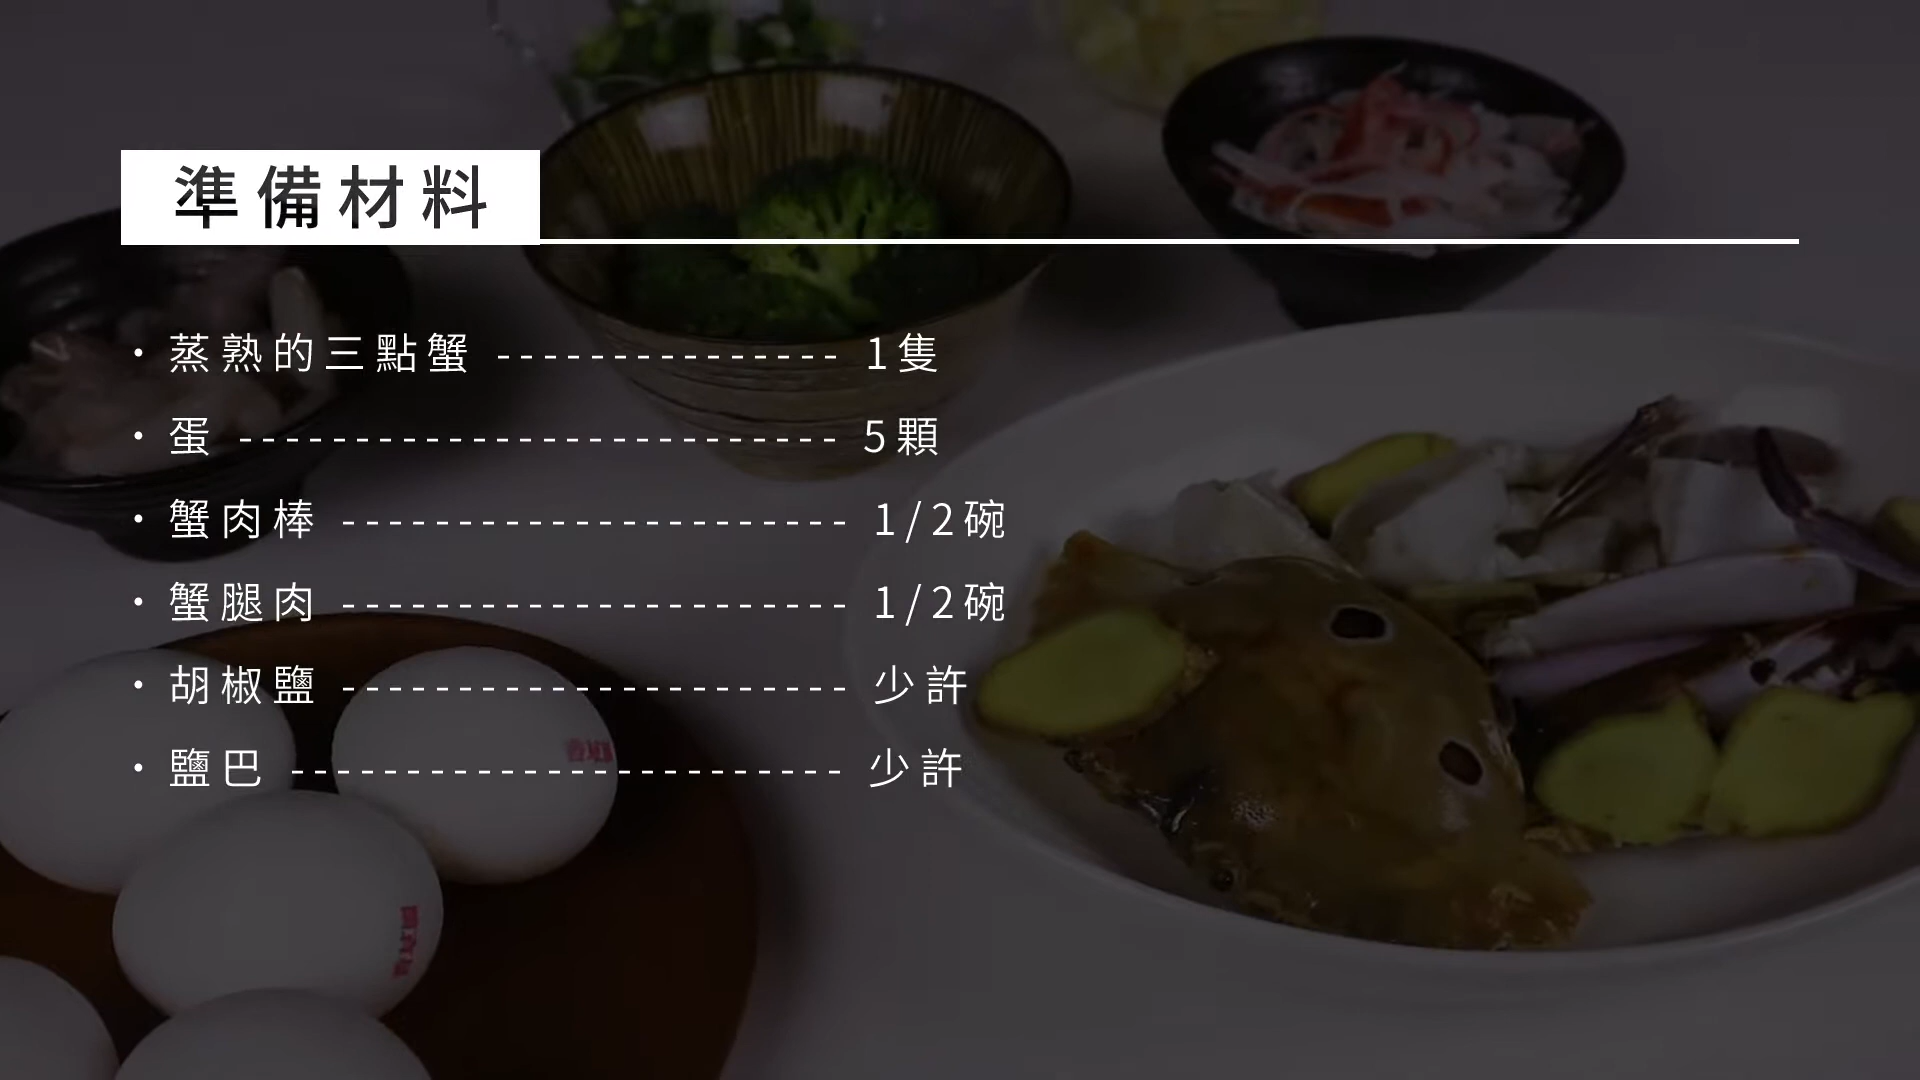 準備材料
・蒸熟的三點蟹 --------------- 1隻
・蛋 -------------------------- 5顆
・蟹肉棒 ---------------------- 1/2碗
・蟹腿肉 ---------------------- 1/2碗
・胡椒鹽 ---------------------- 少許
・鹽巴 ------------------------ 少許